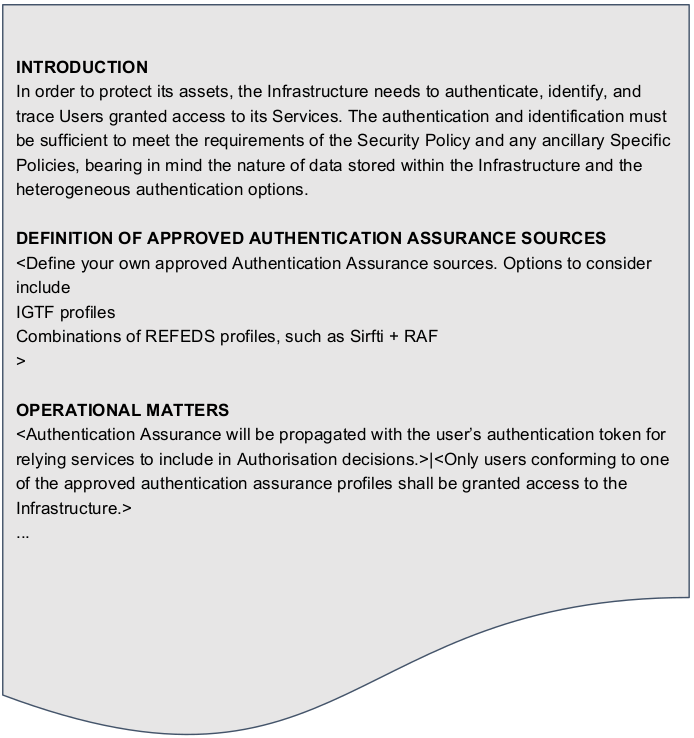 INTRODUCTION
In order to protect its assets, the Infrastructure needs to authenticate, identify, and
trace Users granted access to its Services. The authentication and identification must
be sufficient to meet the requirements of the Security Policy and any ancillary Specific
Policies, bearing in mind the nature of data stored within the Infrastructure and the
heterogeneous authentication options.
DEFINITION OF APPROVED AUTHENTICATION ASSURANCE SOURCES
<Define your own approved Authentication Assurance sources. Options to consider
include
IGTF profiles
Combinations of REFEDS profiles, such as Sirfti + RAF
>
OPERATIONAL MATTERS
<Authentication Assurance will be propagated with the user’s authentication token for
relying services to include in Authorisation decisions.>|<Only users conforming to one
of the approved authentication assurance profiles shall be granted access to the
Infrastructure.>
...